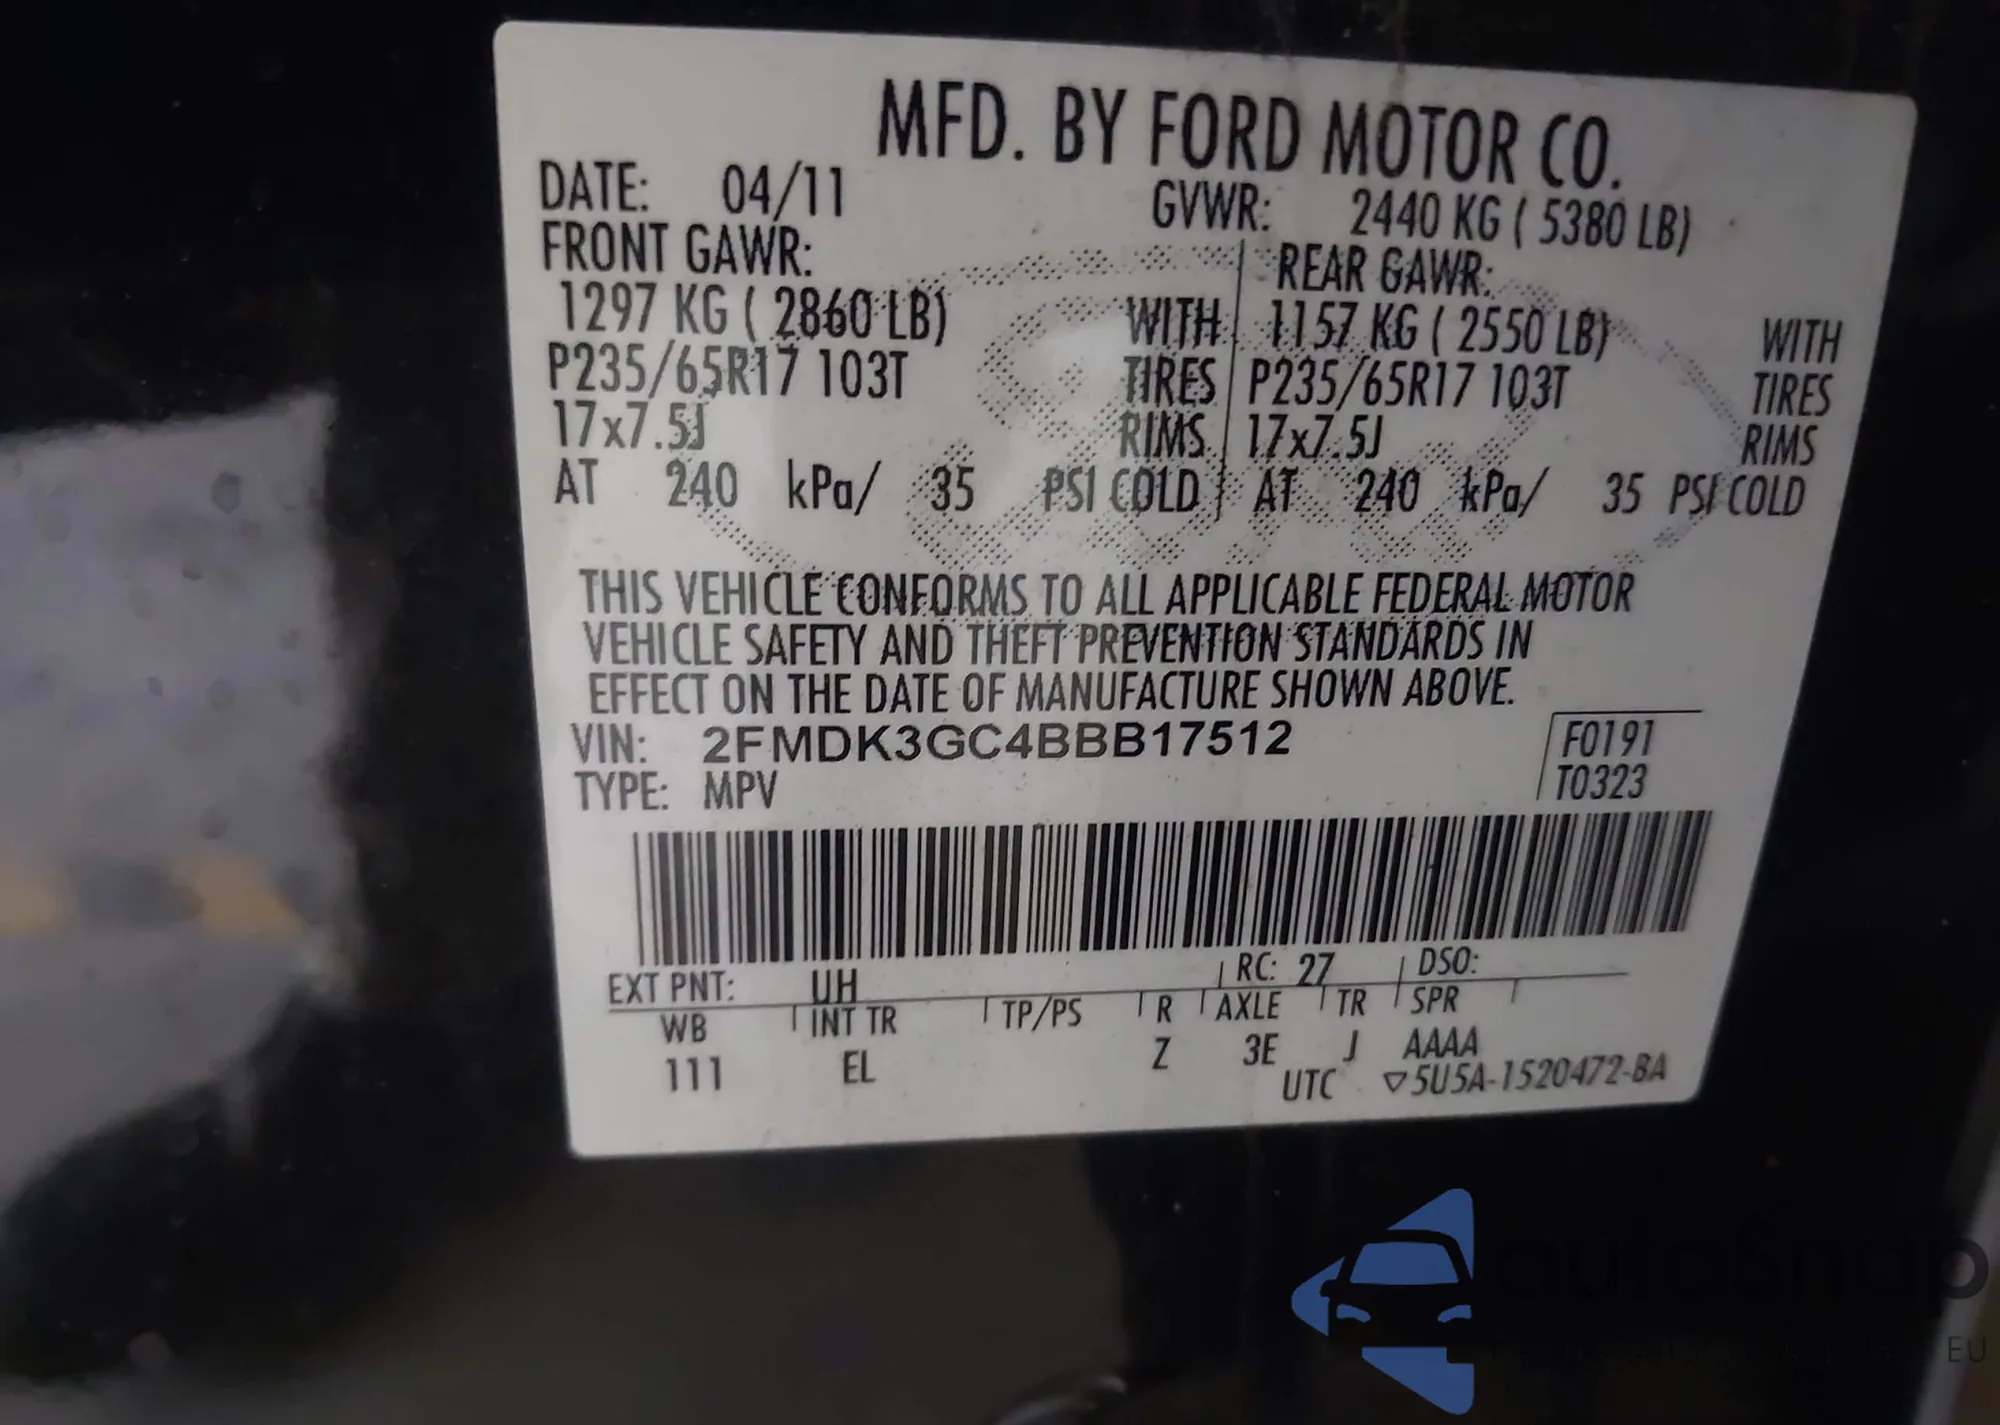 MFD. BY FORD MOTOR CO.
DATE: 04/11 GVWR: 2440 KG ( 5380 LB)
FRONT GAWR: REAR GAWR:
1297 KG ( 2860 LB) WITH 1157 KG ( 2550 LB) WITH
P235/65R17 103T TIRES P235/65R17 103T TIRES
17x7.5J RIMS 17x7.5J RIMS
AT 240 kPa/ 35 PSI COLD AT 240 kPa/ 35 PSI COLD
THIS VEHICLE CONFORMS TO ALL APPLICABLE FEDERAL MOTOR
VEHICLE SAFETY AND THEFT PREVENTION STANDARDS IN
EFFECT ON THE DATE OF MANUFACTURE SHOWN ABOVE.
VIN: 2FMDK3GC4BBB17512 F0191
TYPE: MPV T0323
EXT PNT: UH RC: 27 DSO:
WB INT TR TP/PS R AXLE TR SPR
111 EL Z 3E J AAAA
UTC ▽5U5A-1520472-BA
EU